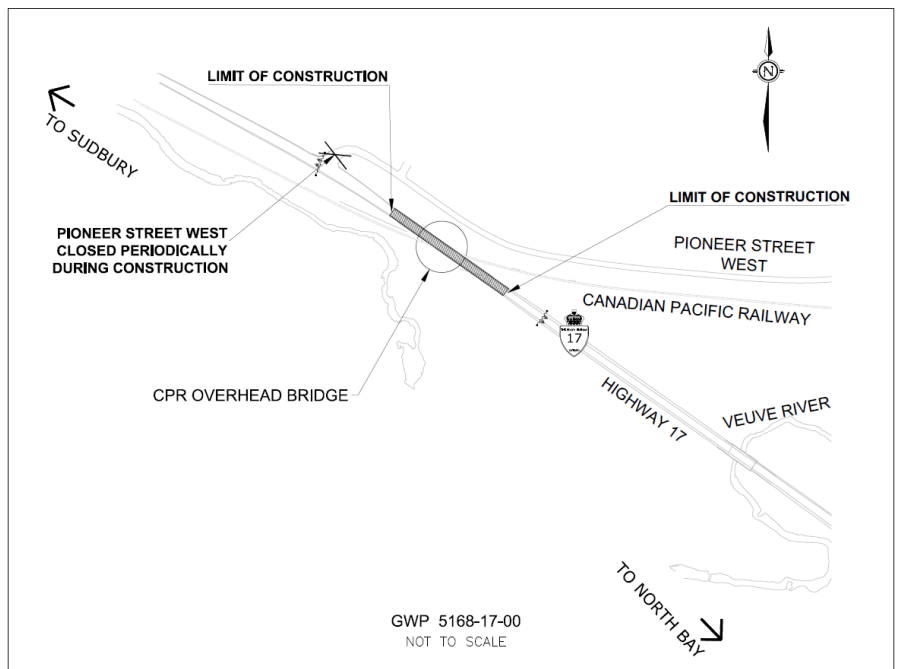 LIMIT OF CONSTRUCTION
N
TO SUDBURY
LIMIT OF CONSTRUCTION
PIONEER STREET WEST
CLOSED PERIODICALLY
DURING CONSTRUCTION
PIONEER STREET
WEST
CANADIAN PACIFIC RAILWAY
17
CPR OVERHEAD BRIDGE
HIGHWAY 17
VEUVE RIVER
TO NORTH BAY
GWP 5168-17-00
NOT TO SCALE